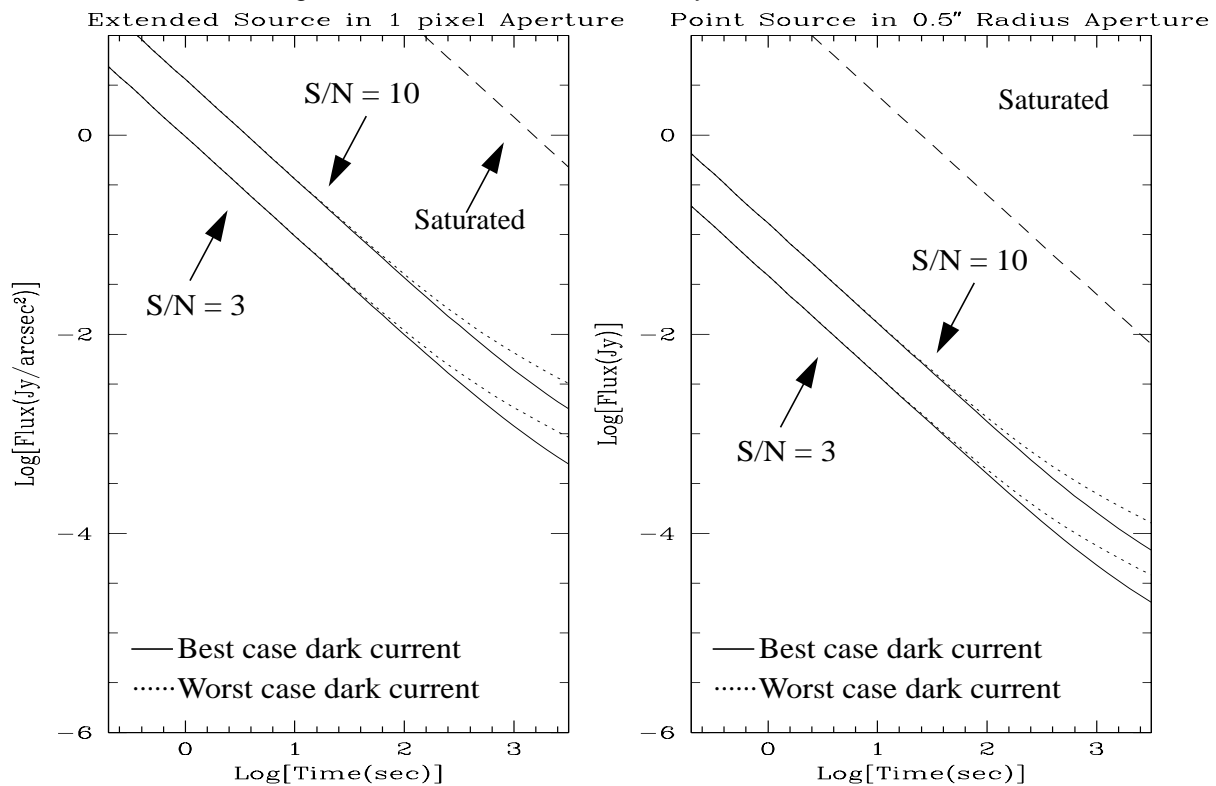 Extended Source in 1 pixel Aperture
S/N = 10
Saturated
S/N = 3
Log[Flux(Jy/arcsec²)]
0
−2
−4
−6
Best case dark current
Worst case dark current
0 1 2 3
Log[Time(sec)]
Point Source in 0.5″ Radius Aperture
Saturated
S/N = 10
S/N = 3
Log[Flux(Jy)]
0
−2
−4
−6
Best case dark current
Worst case dark current
0 1 2 3
Log[Time(sec)]